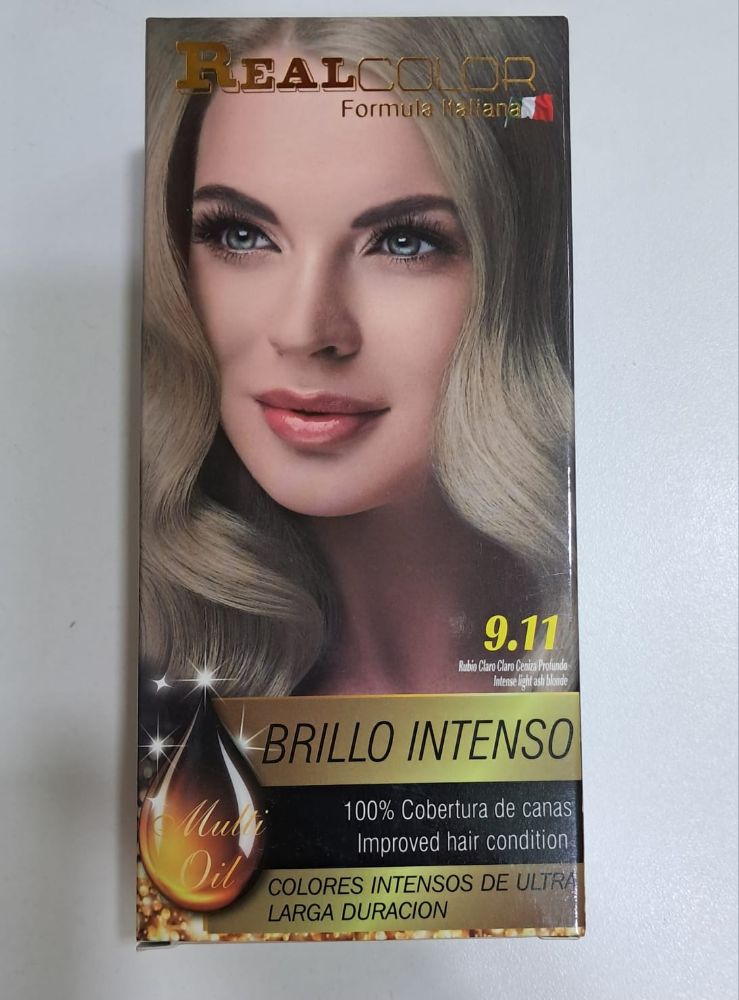 REALCOLOR
Formula Italiana
9.11
Rubio Claro Claro Ceniza Profundo
Intense light ash blonde
BRILLO INTENSO
100% Cobertura de canas
Improved hair condition
Multi
Oil
COLORES INTENSOS DE ULTRA
LARGA DURACION